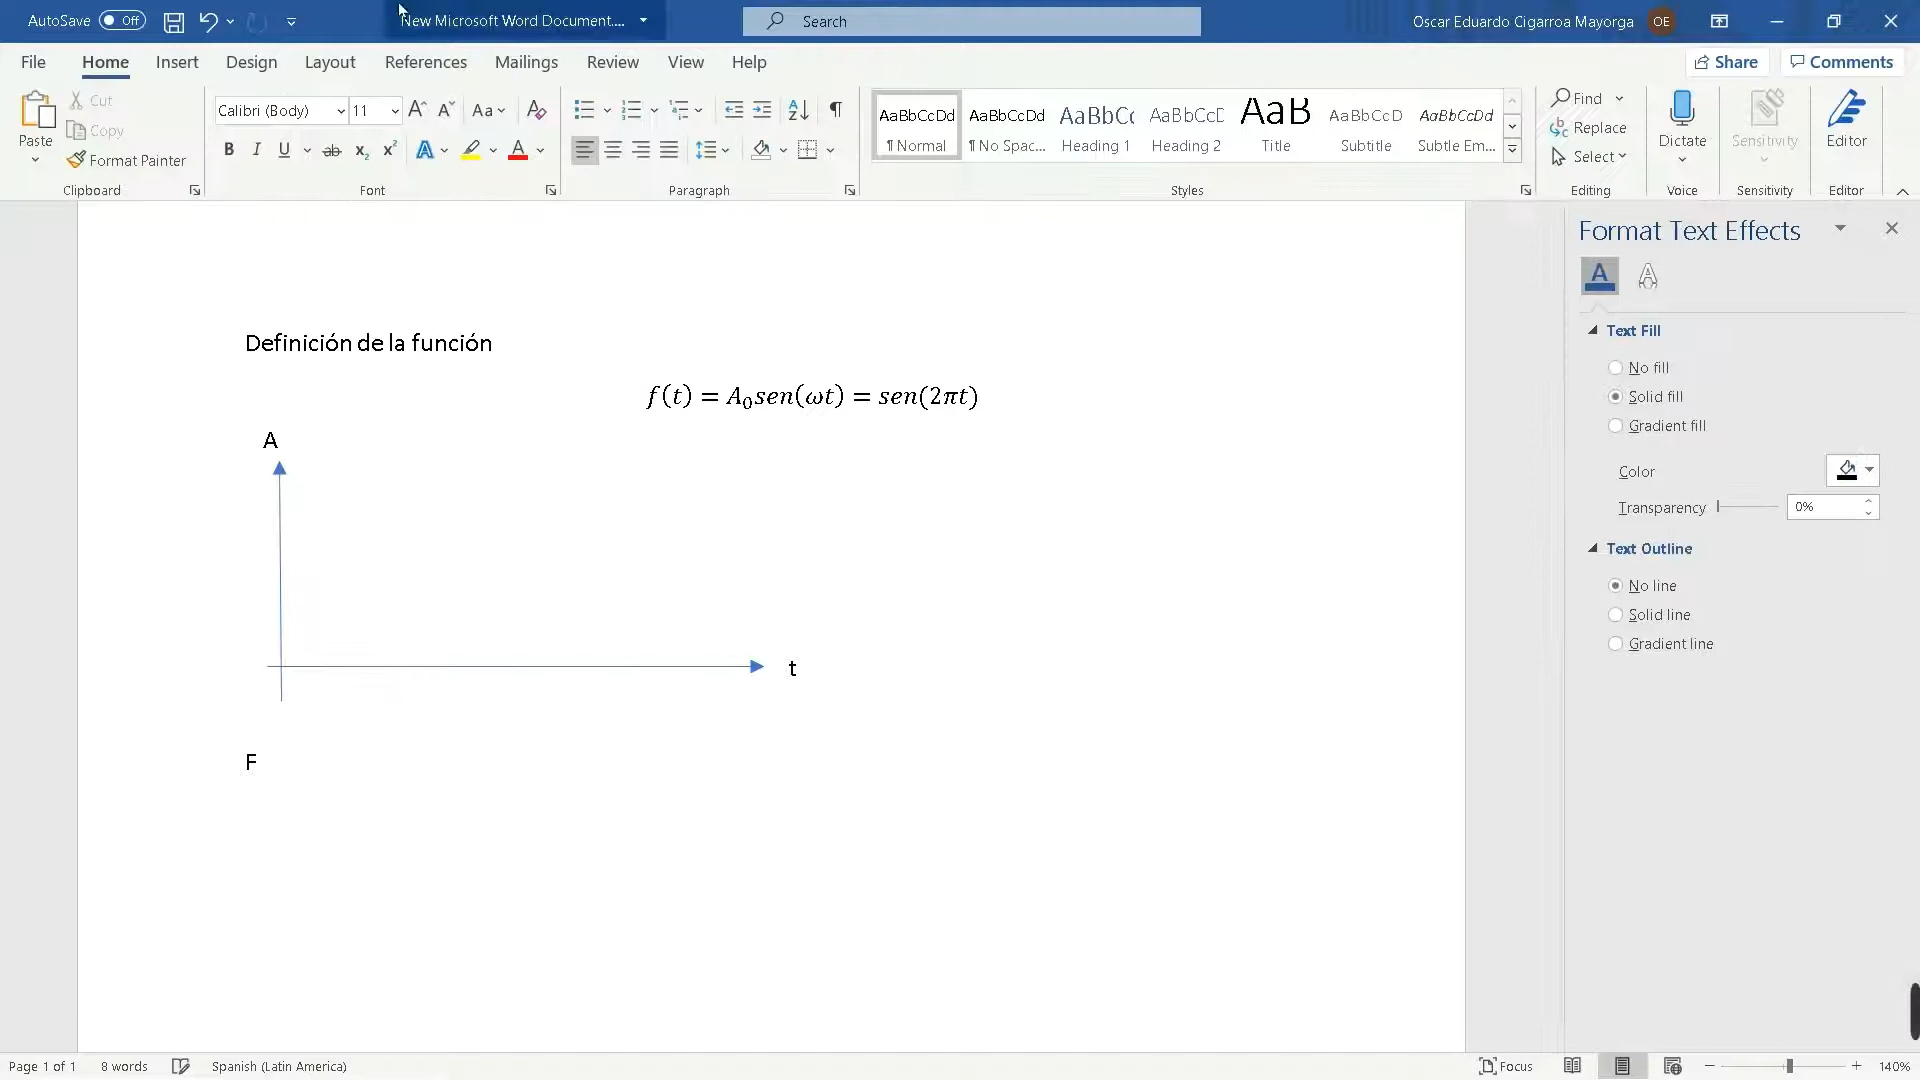 AutoSave Off New Microsoft Word Document.... Search Oscar Eduardo Cigarroa Mayorga OE
File Home Insert Design Layout References Mailings Review View Help Share Comments
Paste Cut Copy Format Painter Clipboard
Calibri (Body) 11 Aa
B I U ab x₂ x² A A Font
Paragraph
AaBbCcDd AaBbCcDd AaBbCc AaBbCcD AaB AaBbCcD AaBbCcDd
¶ Normal ¶ No Spac... Heading 1 Heading 2 Title Subtitle Subtle Em...
Styles
Find Replace Select Editing
Dictate Voice
Sensitivity Sensitivity
Editor Editor
Definición de la función
f(t) = A₀sen(ωt) = sen(2πt)
A
t
F
Format Text Effects
A A
Text Fill
No fill
Solid fill
Gradient fill
Color
Transparency 0%
Text Outline
No line
Solid line
Gradient line
Page 1 of 1 8 words Spanish (Latin America) Focus 140%